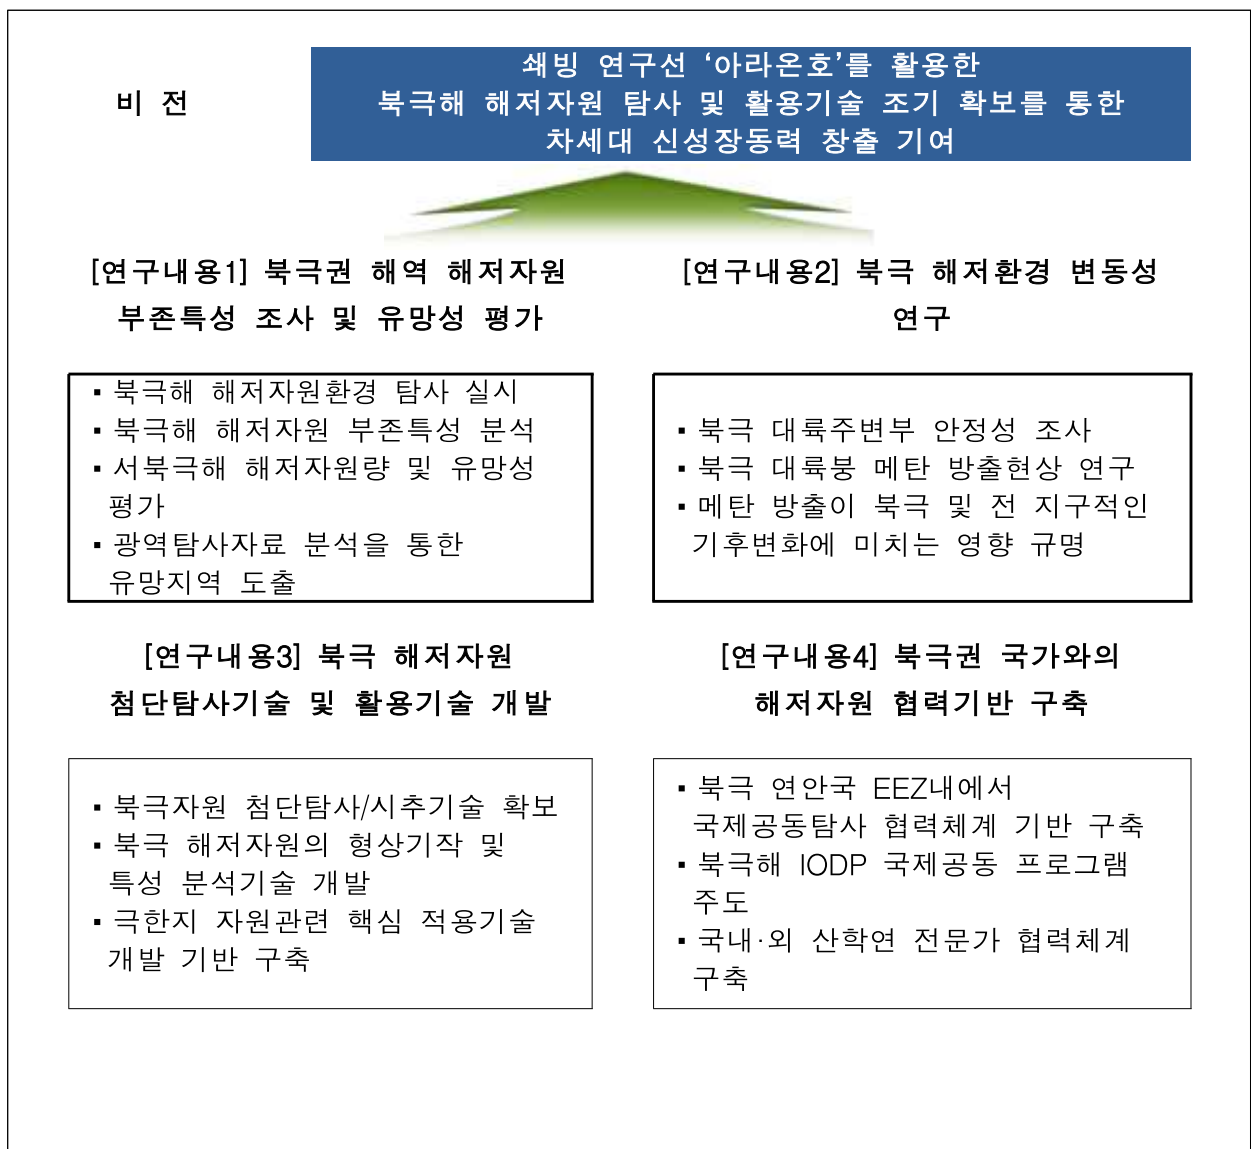 비 전
쇄빙 연구선 ‘아라온호’를 활용한
북극해 해저자원 탐사 및 활용기술 조기 확보를 통한
차세대 신성장동력 창출 기여
[연구내용1] 북극권 해역 해저자원
부존특성 조사 및 유망성 평가
▪ 북극해 해저자원환경 탐사 실시
▪ 북극해 해저자원 부존특성 분석
▪ 서북극해 해저자원량 및 유망성
평가
▪ 광역탐사자료 분석을 통한
유망지역 도출
[연구내용2] 북극 해저환경 변동성
연구
▪ 북극 대륙주변부 안정성 조사
▪ 북극 대륙붕 메탄 방출현상 연구
▪ 메탄 방출이 북극 및 전 지구적인
기후변화에 미치는 영향 규명
[연구내용3] 북극 해저자원
첨단탐사기술 및 활용기술 개발
▪ 북극자원 첨단탐사/시추기술 확보
▪ 북극 해저자원의 형상기작 및
특성 분석기술 개발
▪ 극한지 자원관련 핵심 적용기술
개발 기반 구축
[연구내용4] 북극권 국가와의
해저자원 협력기반 구축
▪ 북극 연안국 EEZ내에서
국제공동탐사 협력체계 기반 구축
▪ 북극해 IODP 국제공동 프로그램
주도
▪ 국내·외 산학연 전문가 협력체계
구축